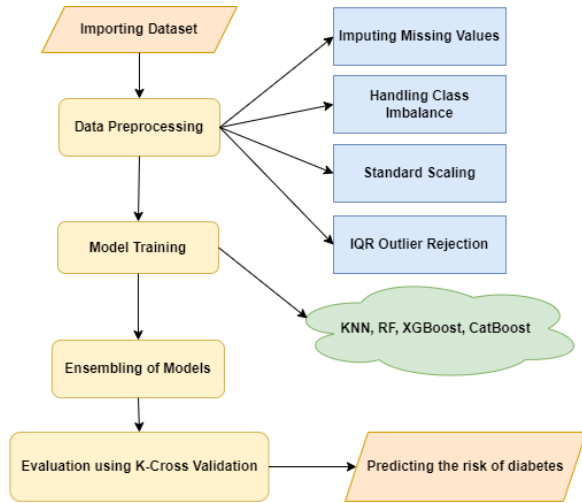 Importing Dataset
Imputing Missing Values
Data Preprocessing
Handling Class
Imbalance
Standard Scaling
Model Training
IQR Outlier Rejection
KNN, RF, XGBoost, CatBoost
Ensembling of Models
Evaluation using K-Cross Validation
Predicting the risk of diabetes